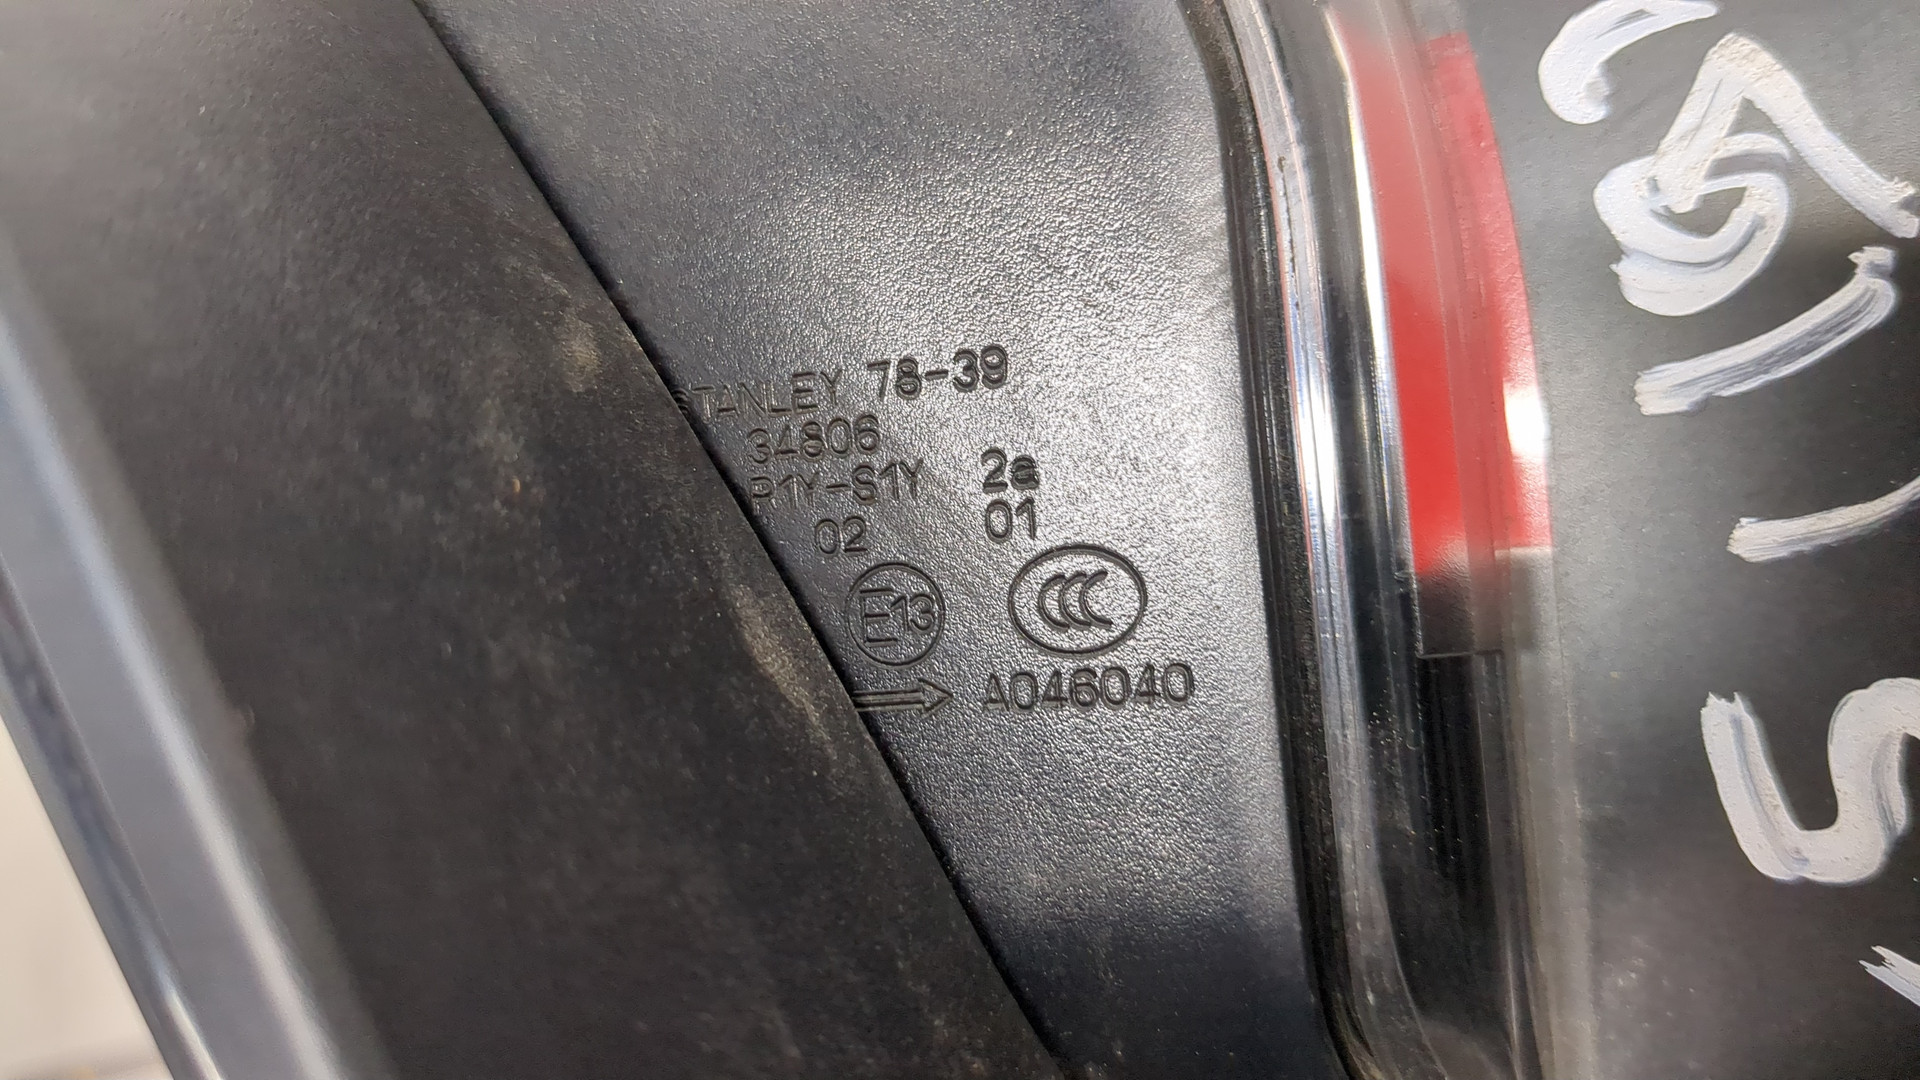 STANLEY 78-39
34806
R1Y-S1Y 2a
02 01
E13 CCC
A046040